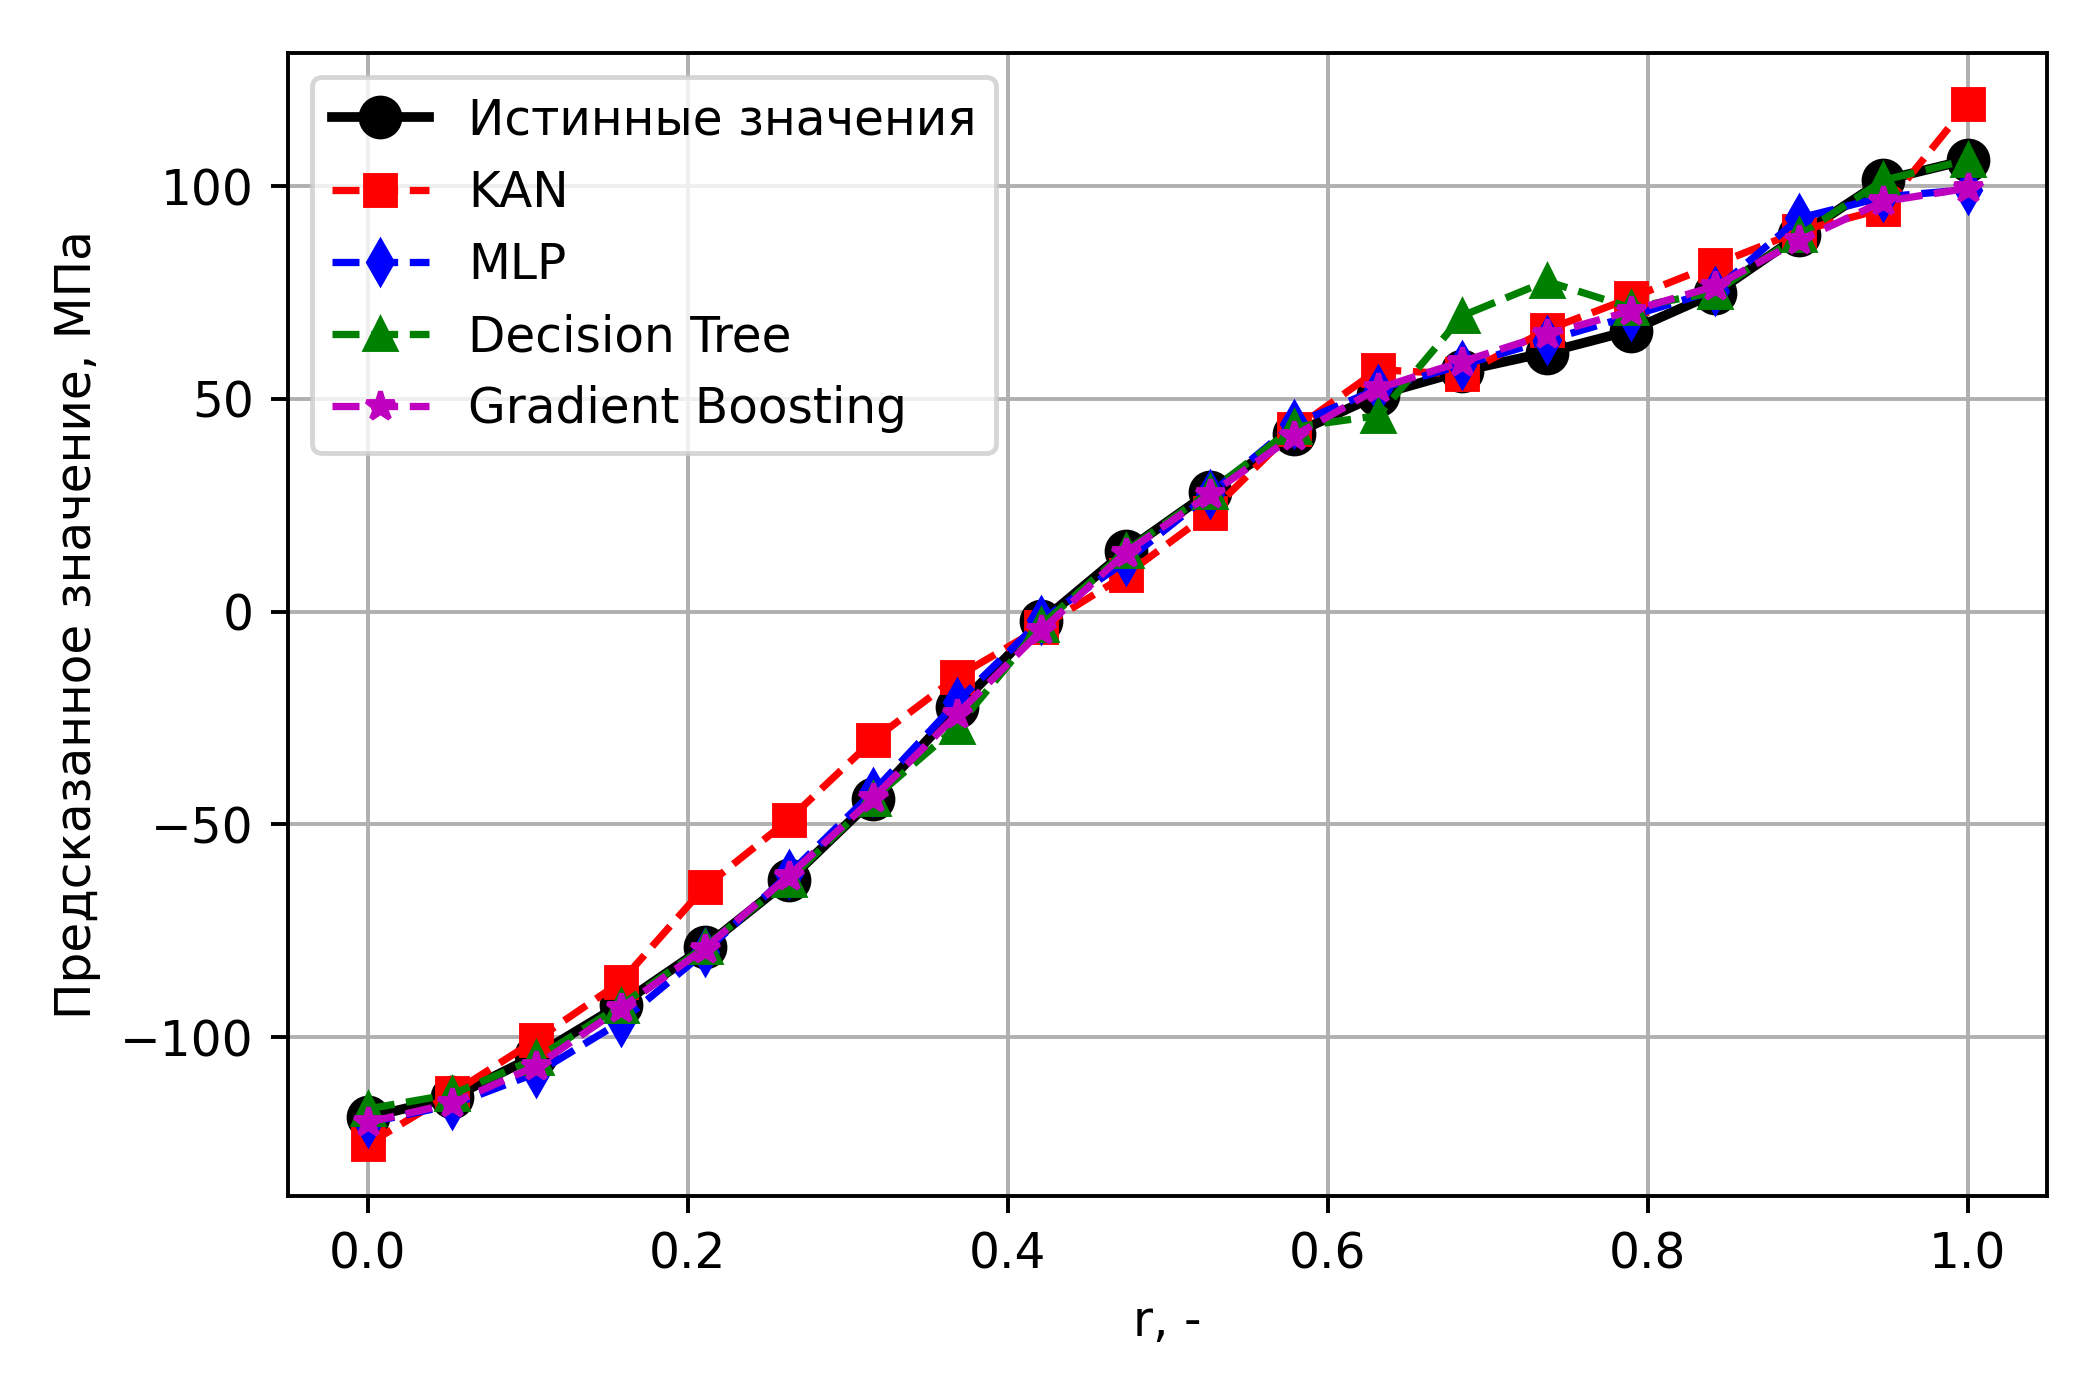 Истинные значения
KAN
MLP
Decision Tree
Gradient Boosting
Предсказанное значение, МПа
100
50
0
−50
−100
0.0 0.2 0.4 0.6 0.8 1.0
r, -